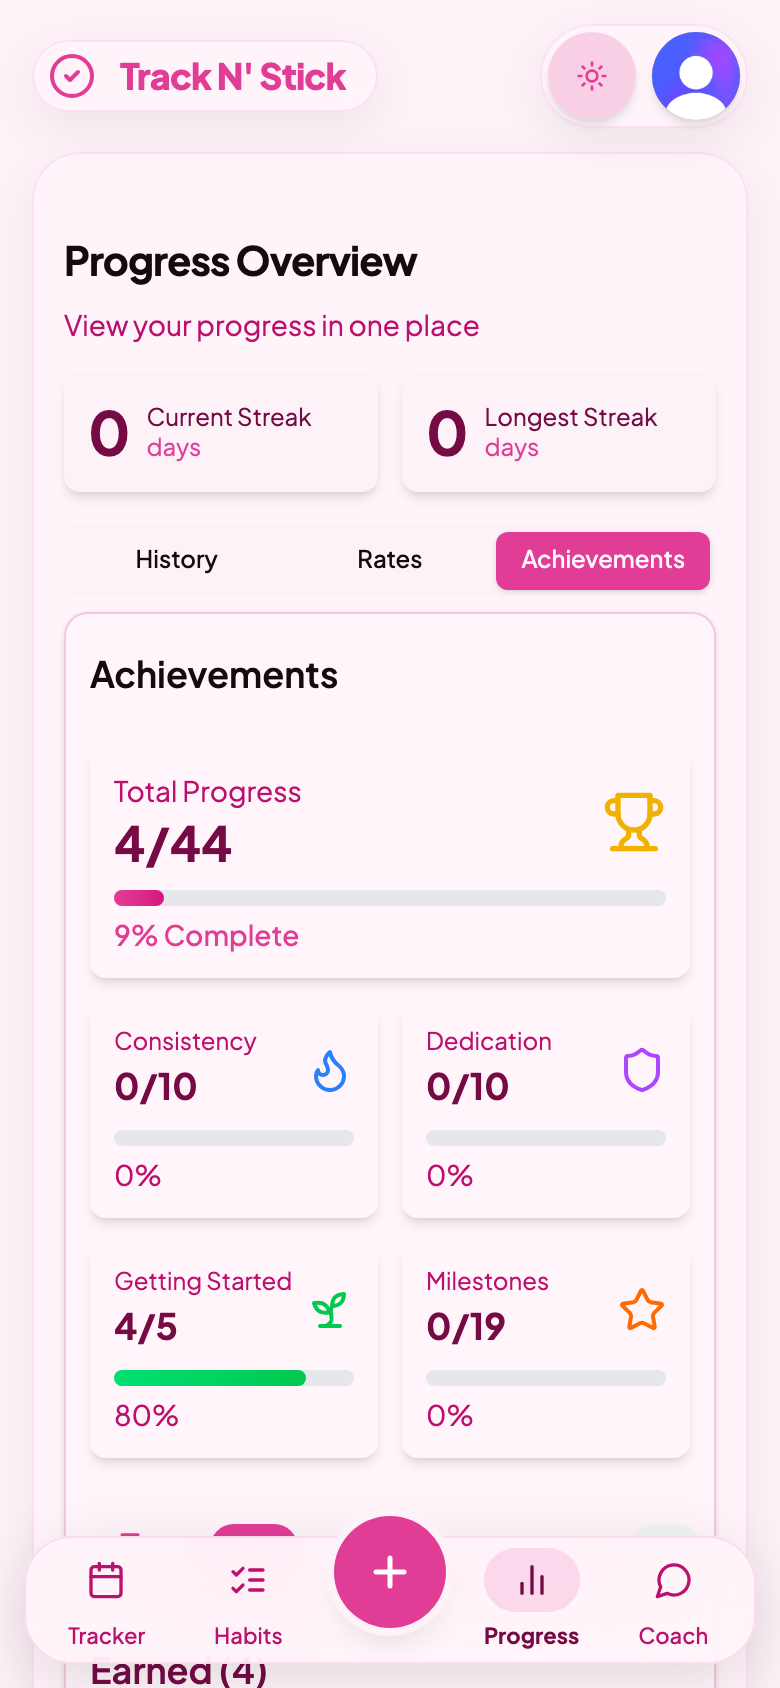 Track N' Stick
Progress Overview
View your progress in one place
0 Current Streak
days
0 Longest Streak
days
History Rates Achievements
Achievements
Total Progress
4/44
9% Complete
Consistency
0/10
0%
Dedication
0/10
0%
Getting Started
4/5
80%
Milestones
0/19
0%
Tracker Habits Progress Coach
Earned (4)